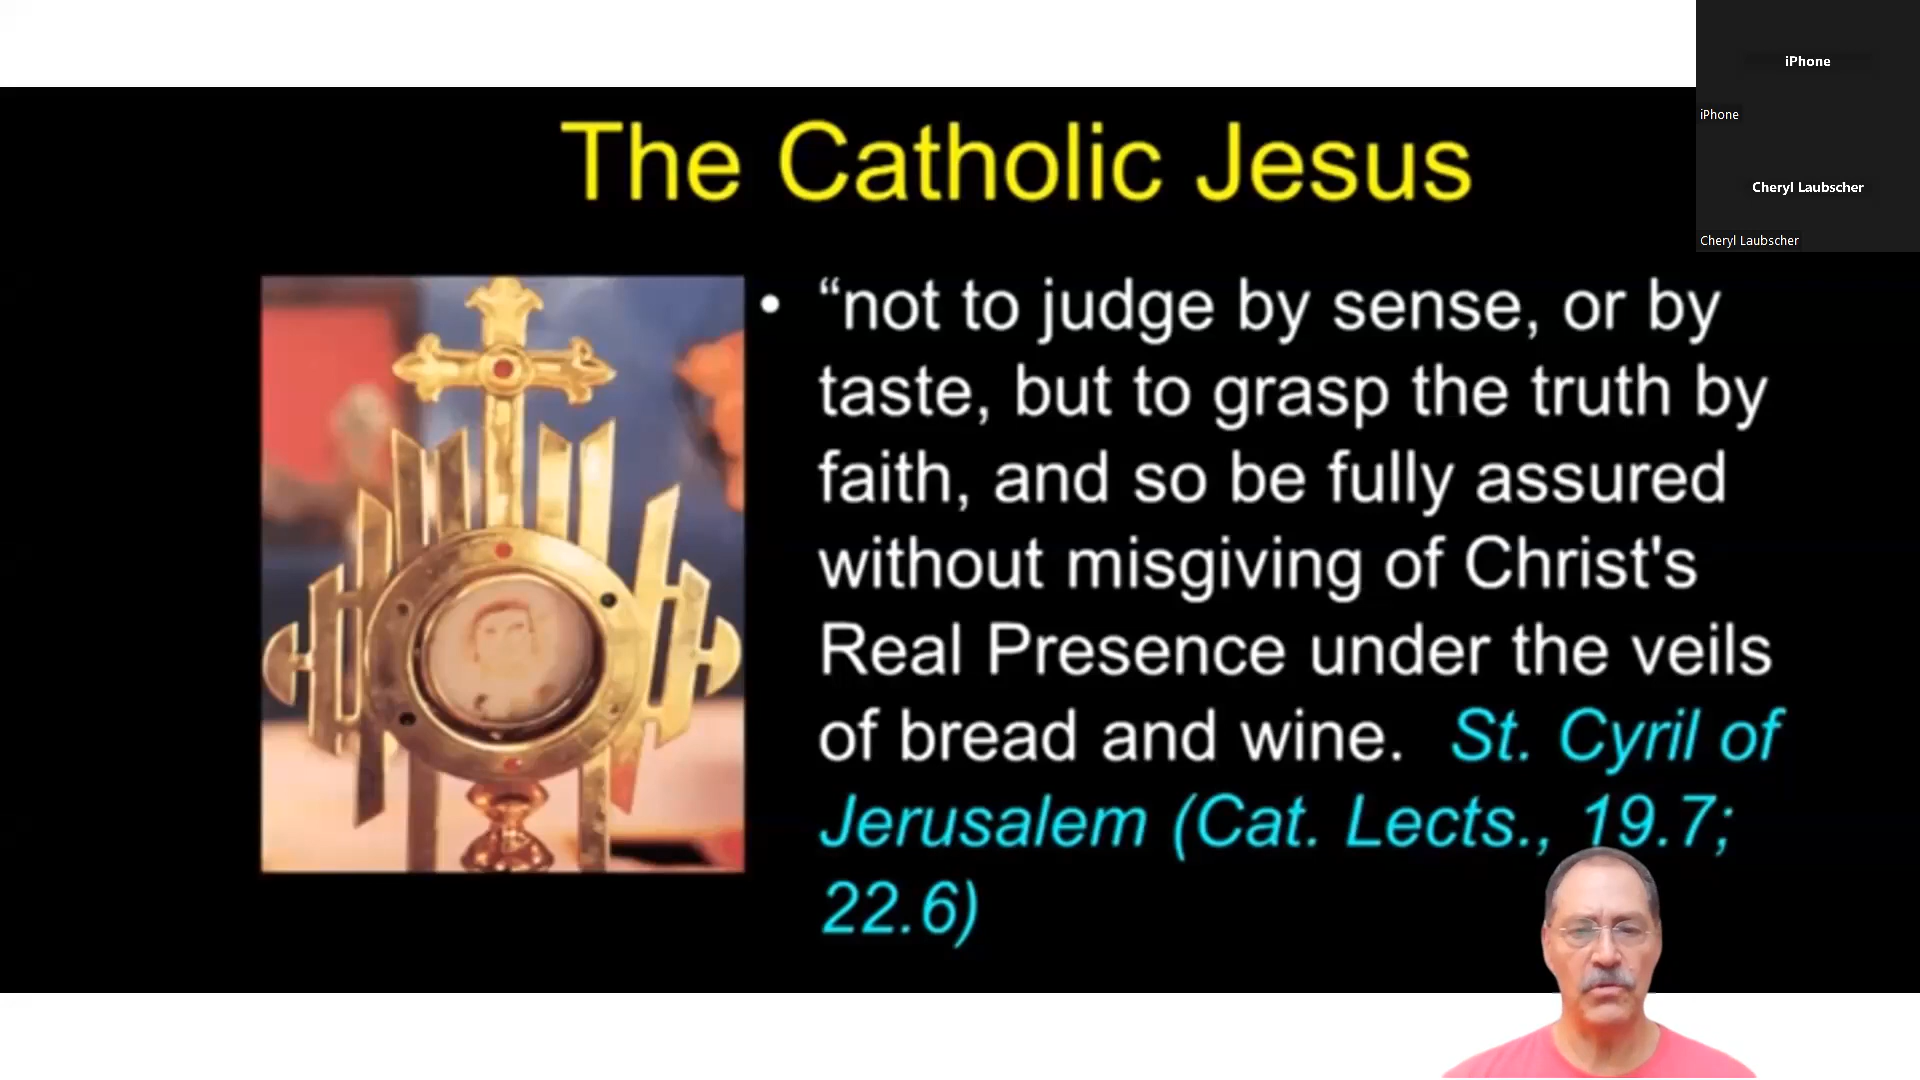 The Catholic Jesus
• “not to judge by sense, or by
taste, but to grasp the truth by
faith, and so be fully assured
without misgiving of Christ's
Real Presence under the veils
of bread and wine.  St. Cyril of
Jerusalem (Cat. Lects., 19.7;
22.6)
iPhone
iPhone
Cheryl Laubscher
Cheryl Laubscher